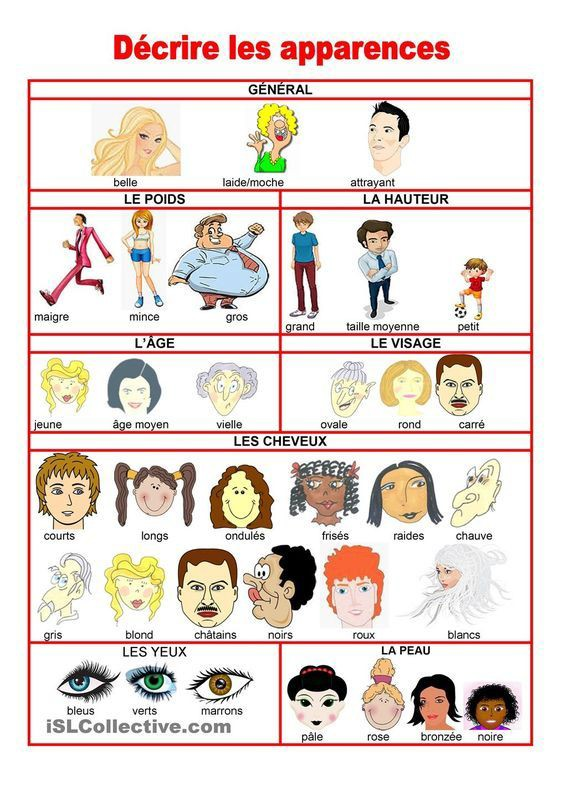 Décrire les apparences
GÉNÉRAL
belle laide/moche attrayant
LE POIDS LA HAUTEUR
maigre mince gros grand taille moyenne petit
L'ÂGE LE VISAGE
jeune âge moyen vielle ovale rond carré
LES CHEVEUX
courts longs ondulés frisés raides chauve
gris blond châtains noirs roux blancs
LES YEUX LA PEAU
bleus verts marrons
iSLCollective.com
pâle rose bronzée noire